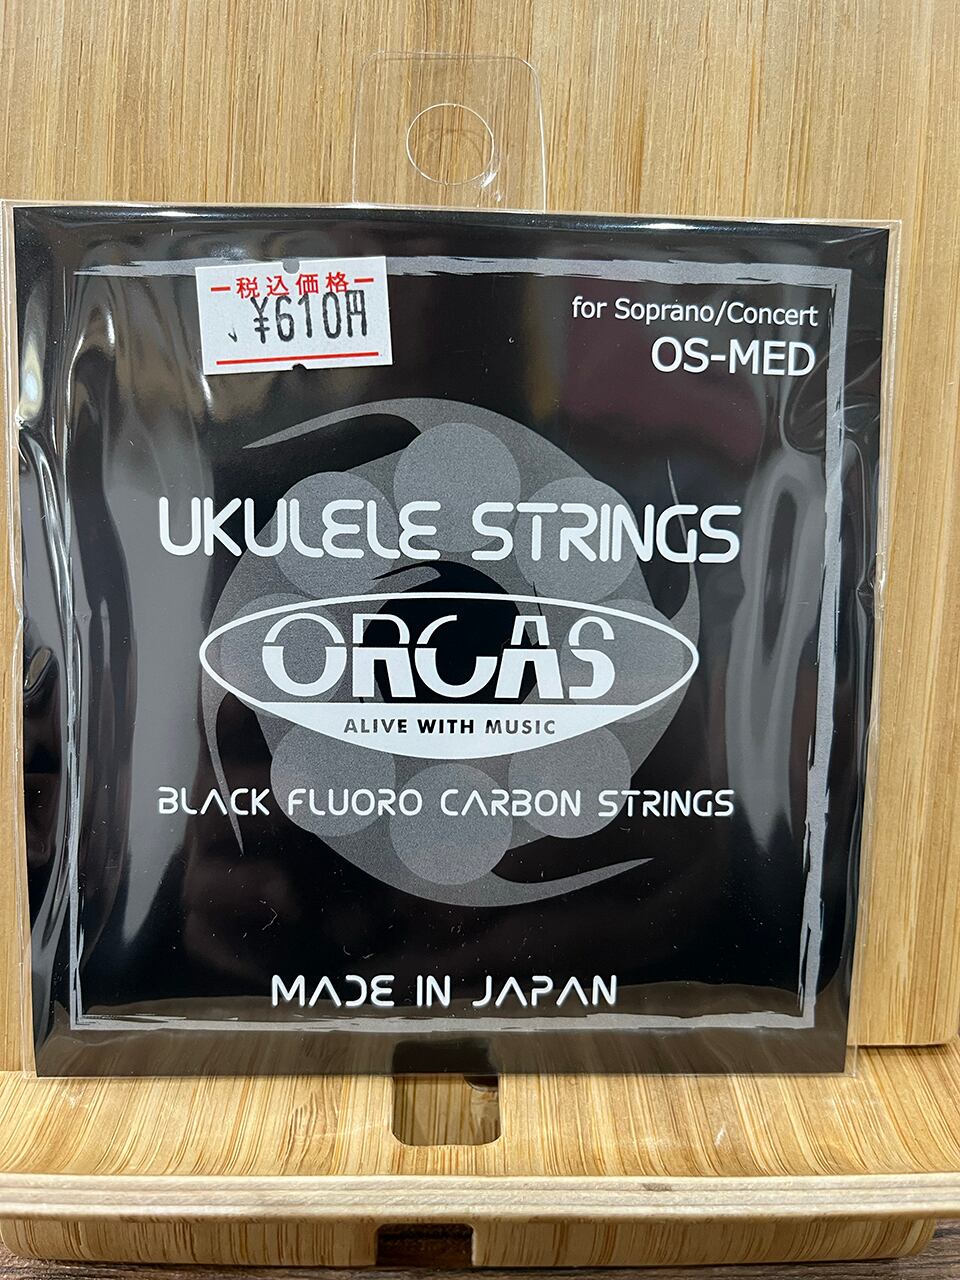 税込価格
¥610円
for Soprano/Concert
OS-MED
UKULELE STRINGS
ORCAS
ALIVE WITH MUSIC
BLACK FLUORO CARBON STRINGS
MADE IN JAPAN